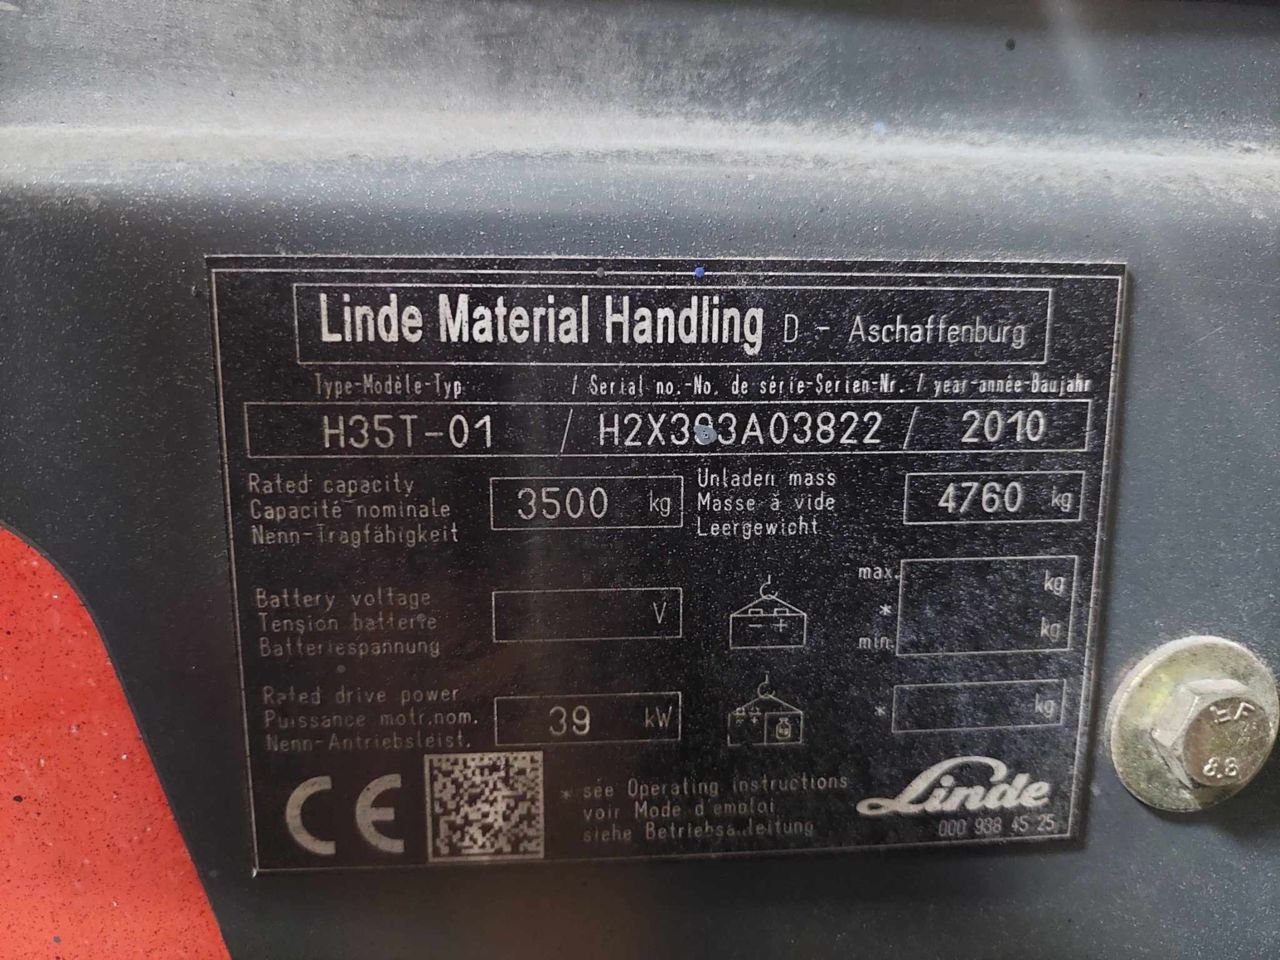 Linde Material Handling D - Aschaffenburg
Type-Modèle-Typ / Serial no.-No. de série-Serien-Nr. / year-année-Baujahr
H35T-01 / H2X393A03822 / 2010
Rated capacity
Capacité nominale
Nenn-Tragfähigkeit
3500 kg
Unladen mass
Masse à vide
Leergewicht
4760 kg
Battery voltage
Tension batterie
Batteriespannung
V
- +
max. kg
*
min. kg
Rated drive power
Puissance motr.nom.
Nenn-Antriebsleist.
39 kW
kg
* kg
CE
* see Operating instructions
voir Mode d'emploi
siehe Betriebsanleitung
Linde
000 938 45 25
8.8